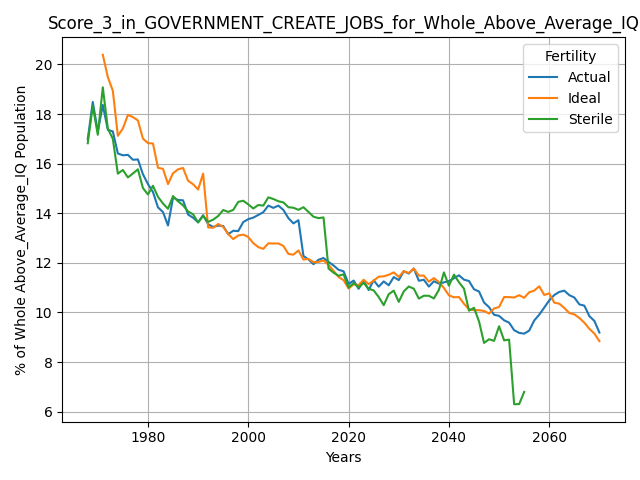 Score_3_in_GOVERNMENT_CREATE_JOBS_for_Whole_Above_Average_IQ
% of Whole Above_Average_IQ Population
20
18
16
14
12
10
8
6
Fertility
Actual
Ideal
Sterile
1980
2000
2020
2040
2060
Years